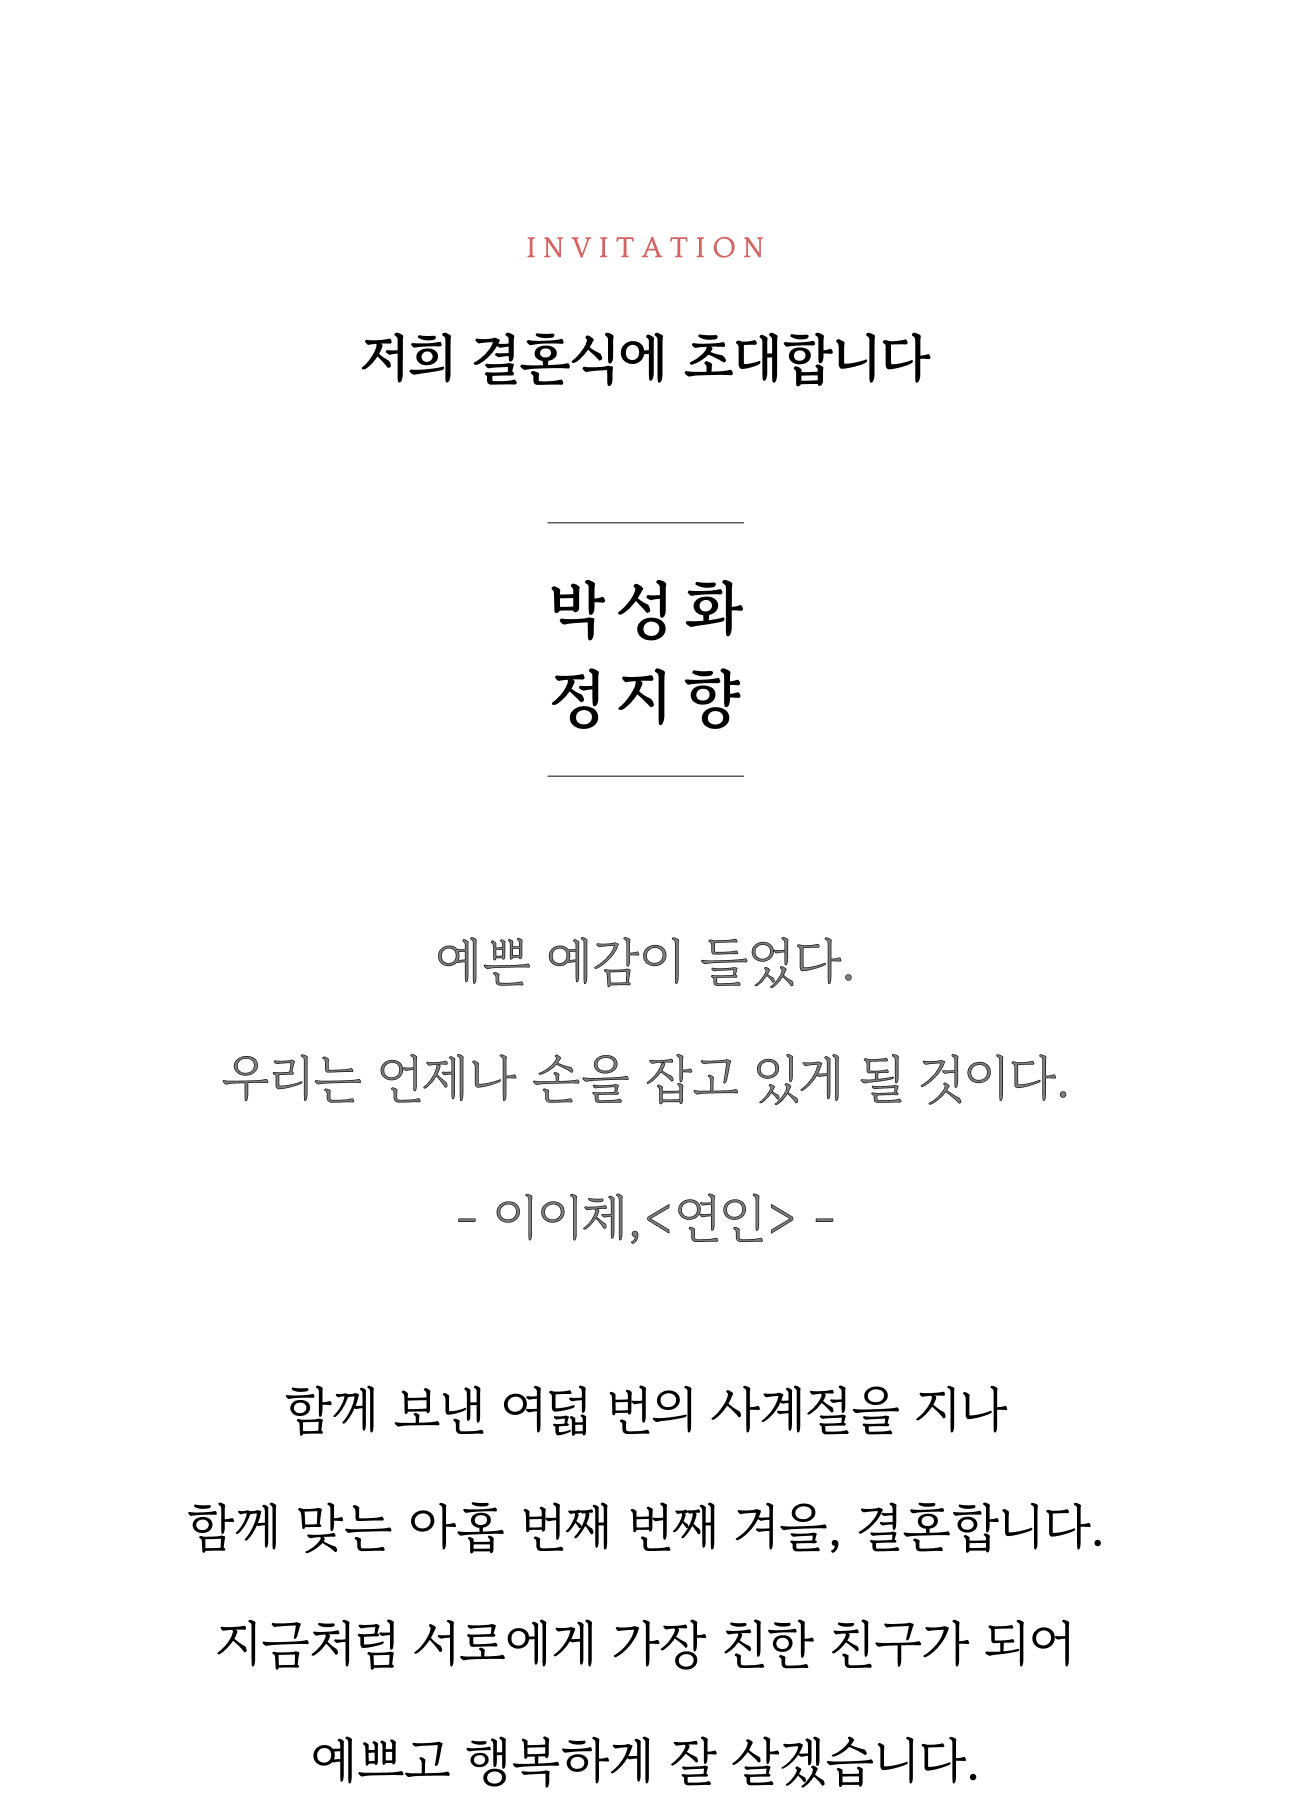 INVITATION
저희 결혼식에 초대합니다
박성화
정지향
예쁜 예감이 들었다.
우리는 언제나 손을 잡고 있게 될 것이다.
- 이이체,<연인> -
함께 보낸 여덟 번의 사계절을 지나
함께 맞는 아홉 번째 번째 겨을, 결혼합니다.
지금처럼 서로에게 가장 친한 친구가 되어
예쁘고 행복하게 잘 살겠습니다.